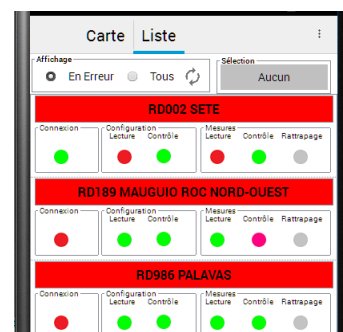 Carte Liste
Affichage Sélection
En Erreur Tous Aucun
RD002 SETE
Connexion Configuration Mesures
Lecture Contrôle Lecture Contrôle Rattrapage
RD189 MAUGUIO ROC NORD-OUEST
Connexion Configuration Mesures
Lecture Contrôle Lecture Contrôle Rattrapage
RD986 PALAVAS
Connexion Configuration Mesures
Lecture Contrôle Lecture Contrôle Rattrapage